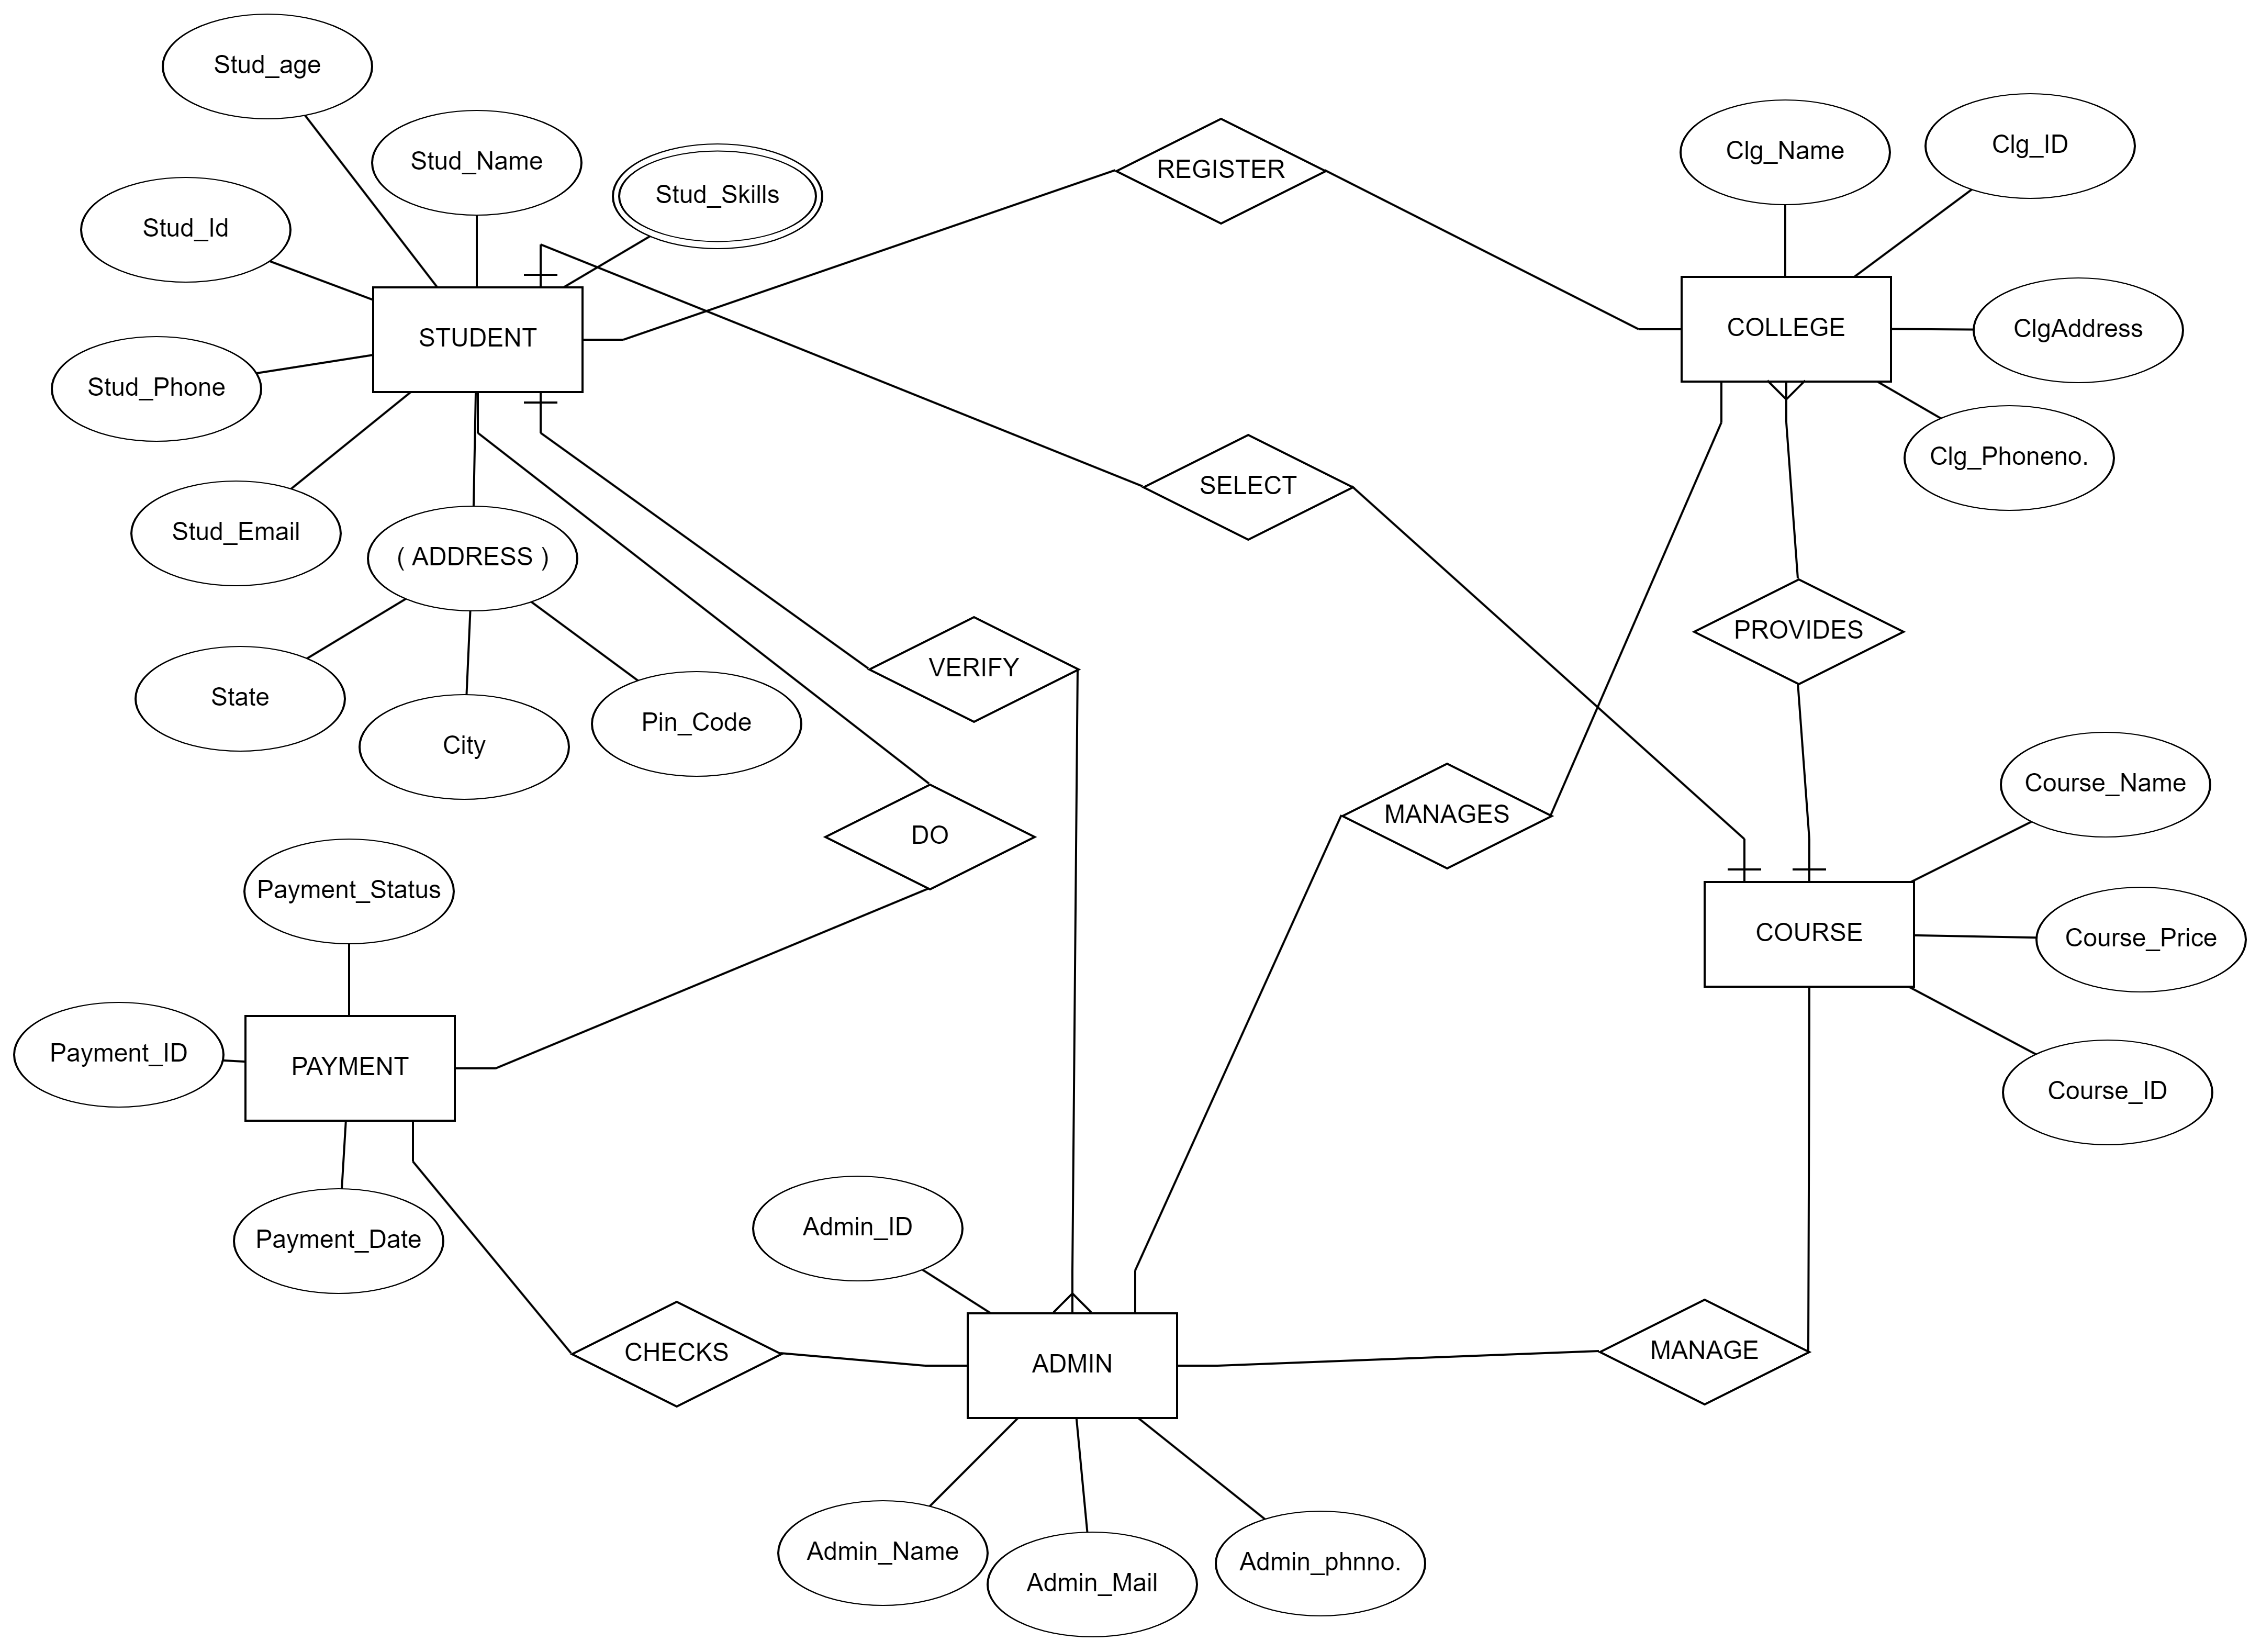 Stud_age
Stud_Name
Stud_Skills
Stud_Id
STUDENT
Stud_Phone
Stud_Email
( ADDRESS )
State
City
Pin_Code
REGISTER
Clg_Name
Clg_ID
COLLEGE
ClgAddress
Clg_Phoneno.
SELECT
PROVIDES
VERIFY
DO
MANAGES
Course_Name
COURSE
Course_Price
Course_ID
Payment_Status
Payment_ID
PAYMENT
Payment_Date
CHECKS
Admin_ID
ADMIN
MANAGE
Admin_Name
Admin_Mail
Admin_phnno.